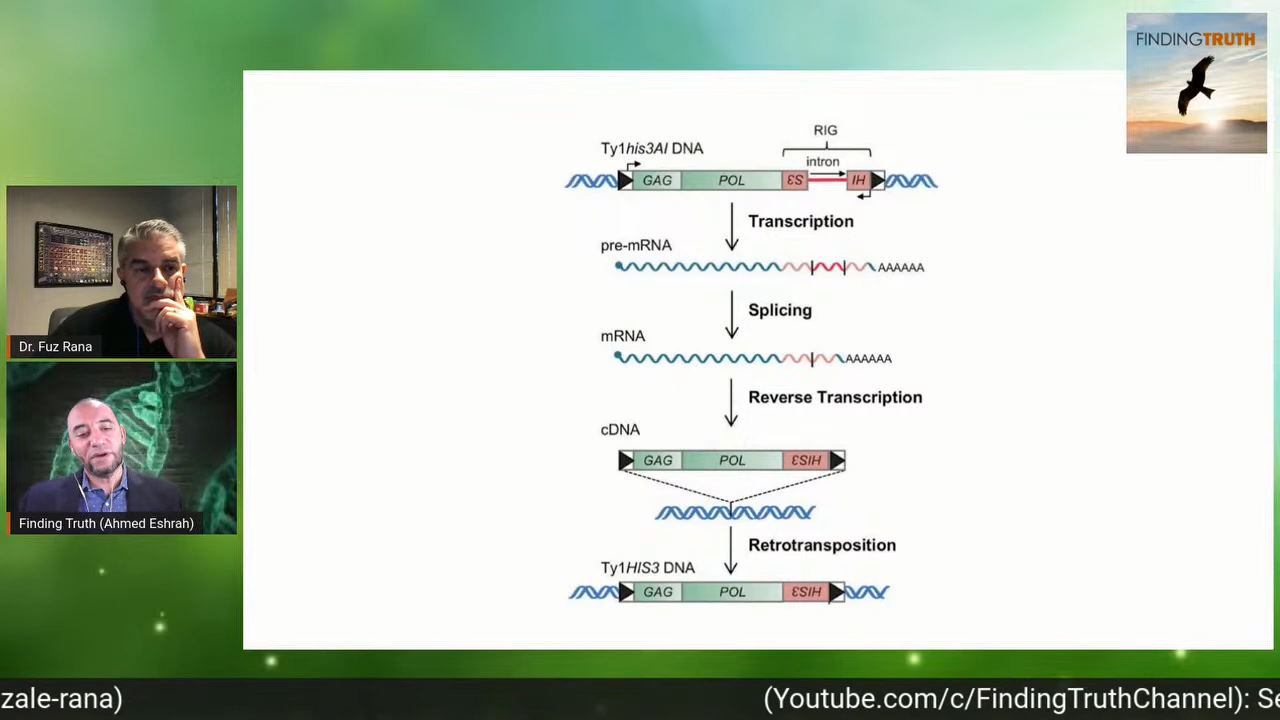 FINDINGTRUTH
RIG
Ty1his3AI DNA
intron
GAG POL ƐS IH
Transcription
pre-mRNA
AAAAAA
Splicing
mRNA
AAAAAA
Reverse Transcription
cDNA
GAG POL ƐSIH
Retrotransposition
Ty1HIS3 DNA
GAG POL ƐSIH
Dr. Fuz Rana
Finding Truth (Ahmed Eshrah)
zale-rana) (Youtube.com/c/FindingTruthChannel): Se